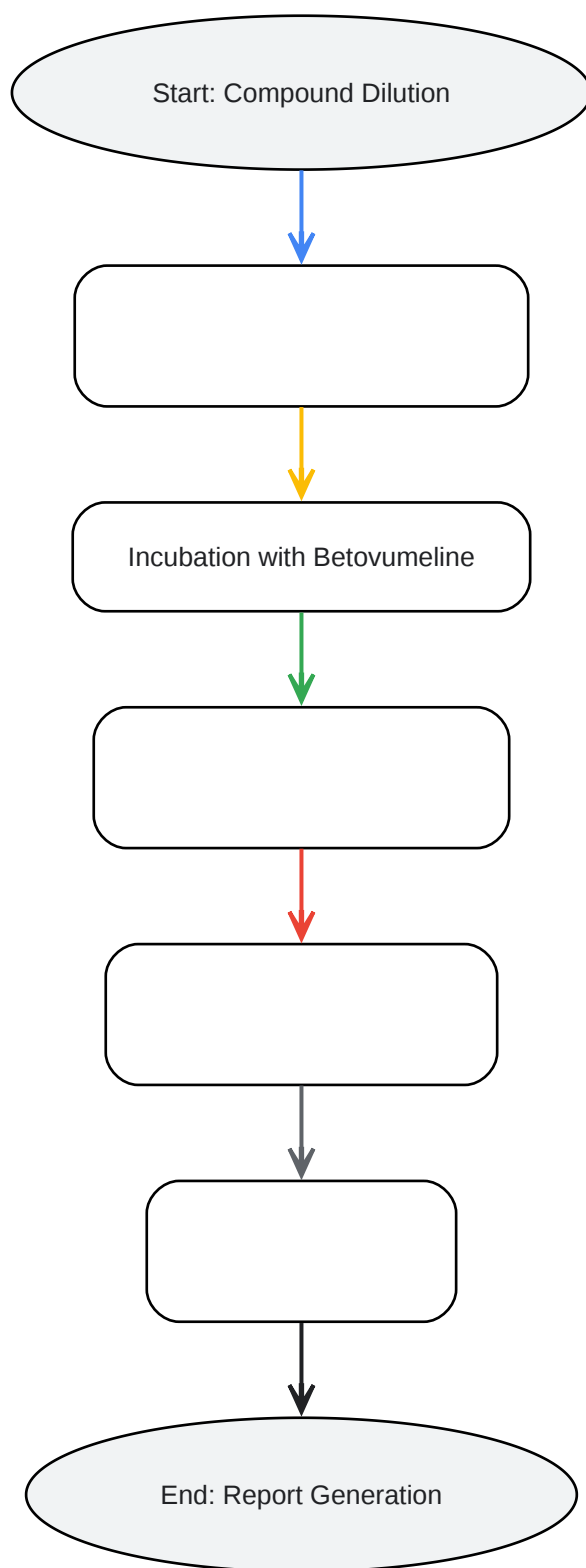 Start: Compound Dilution
Incubation with Betovumeline
End: Report Generation